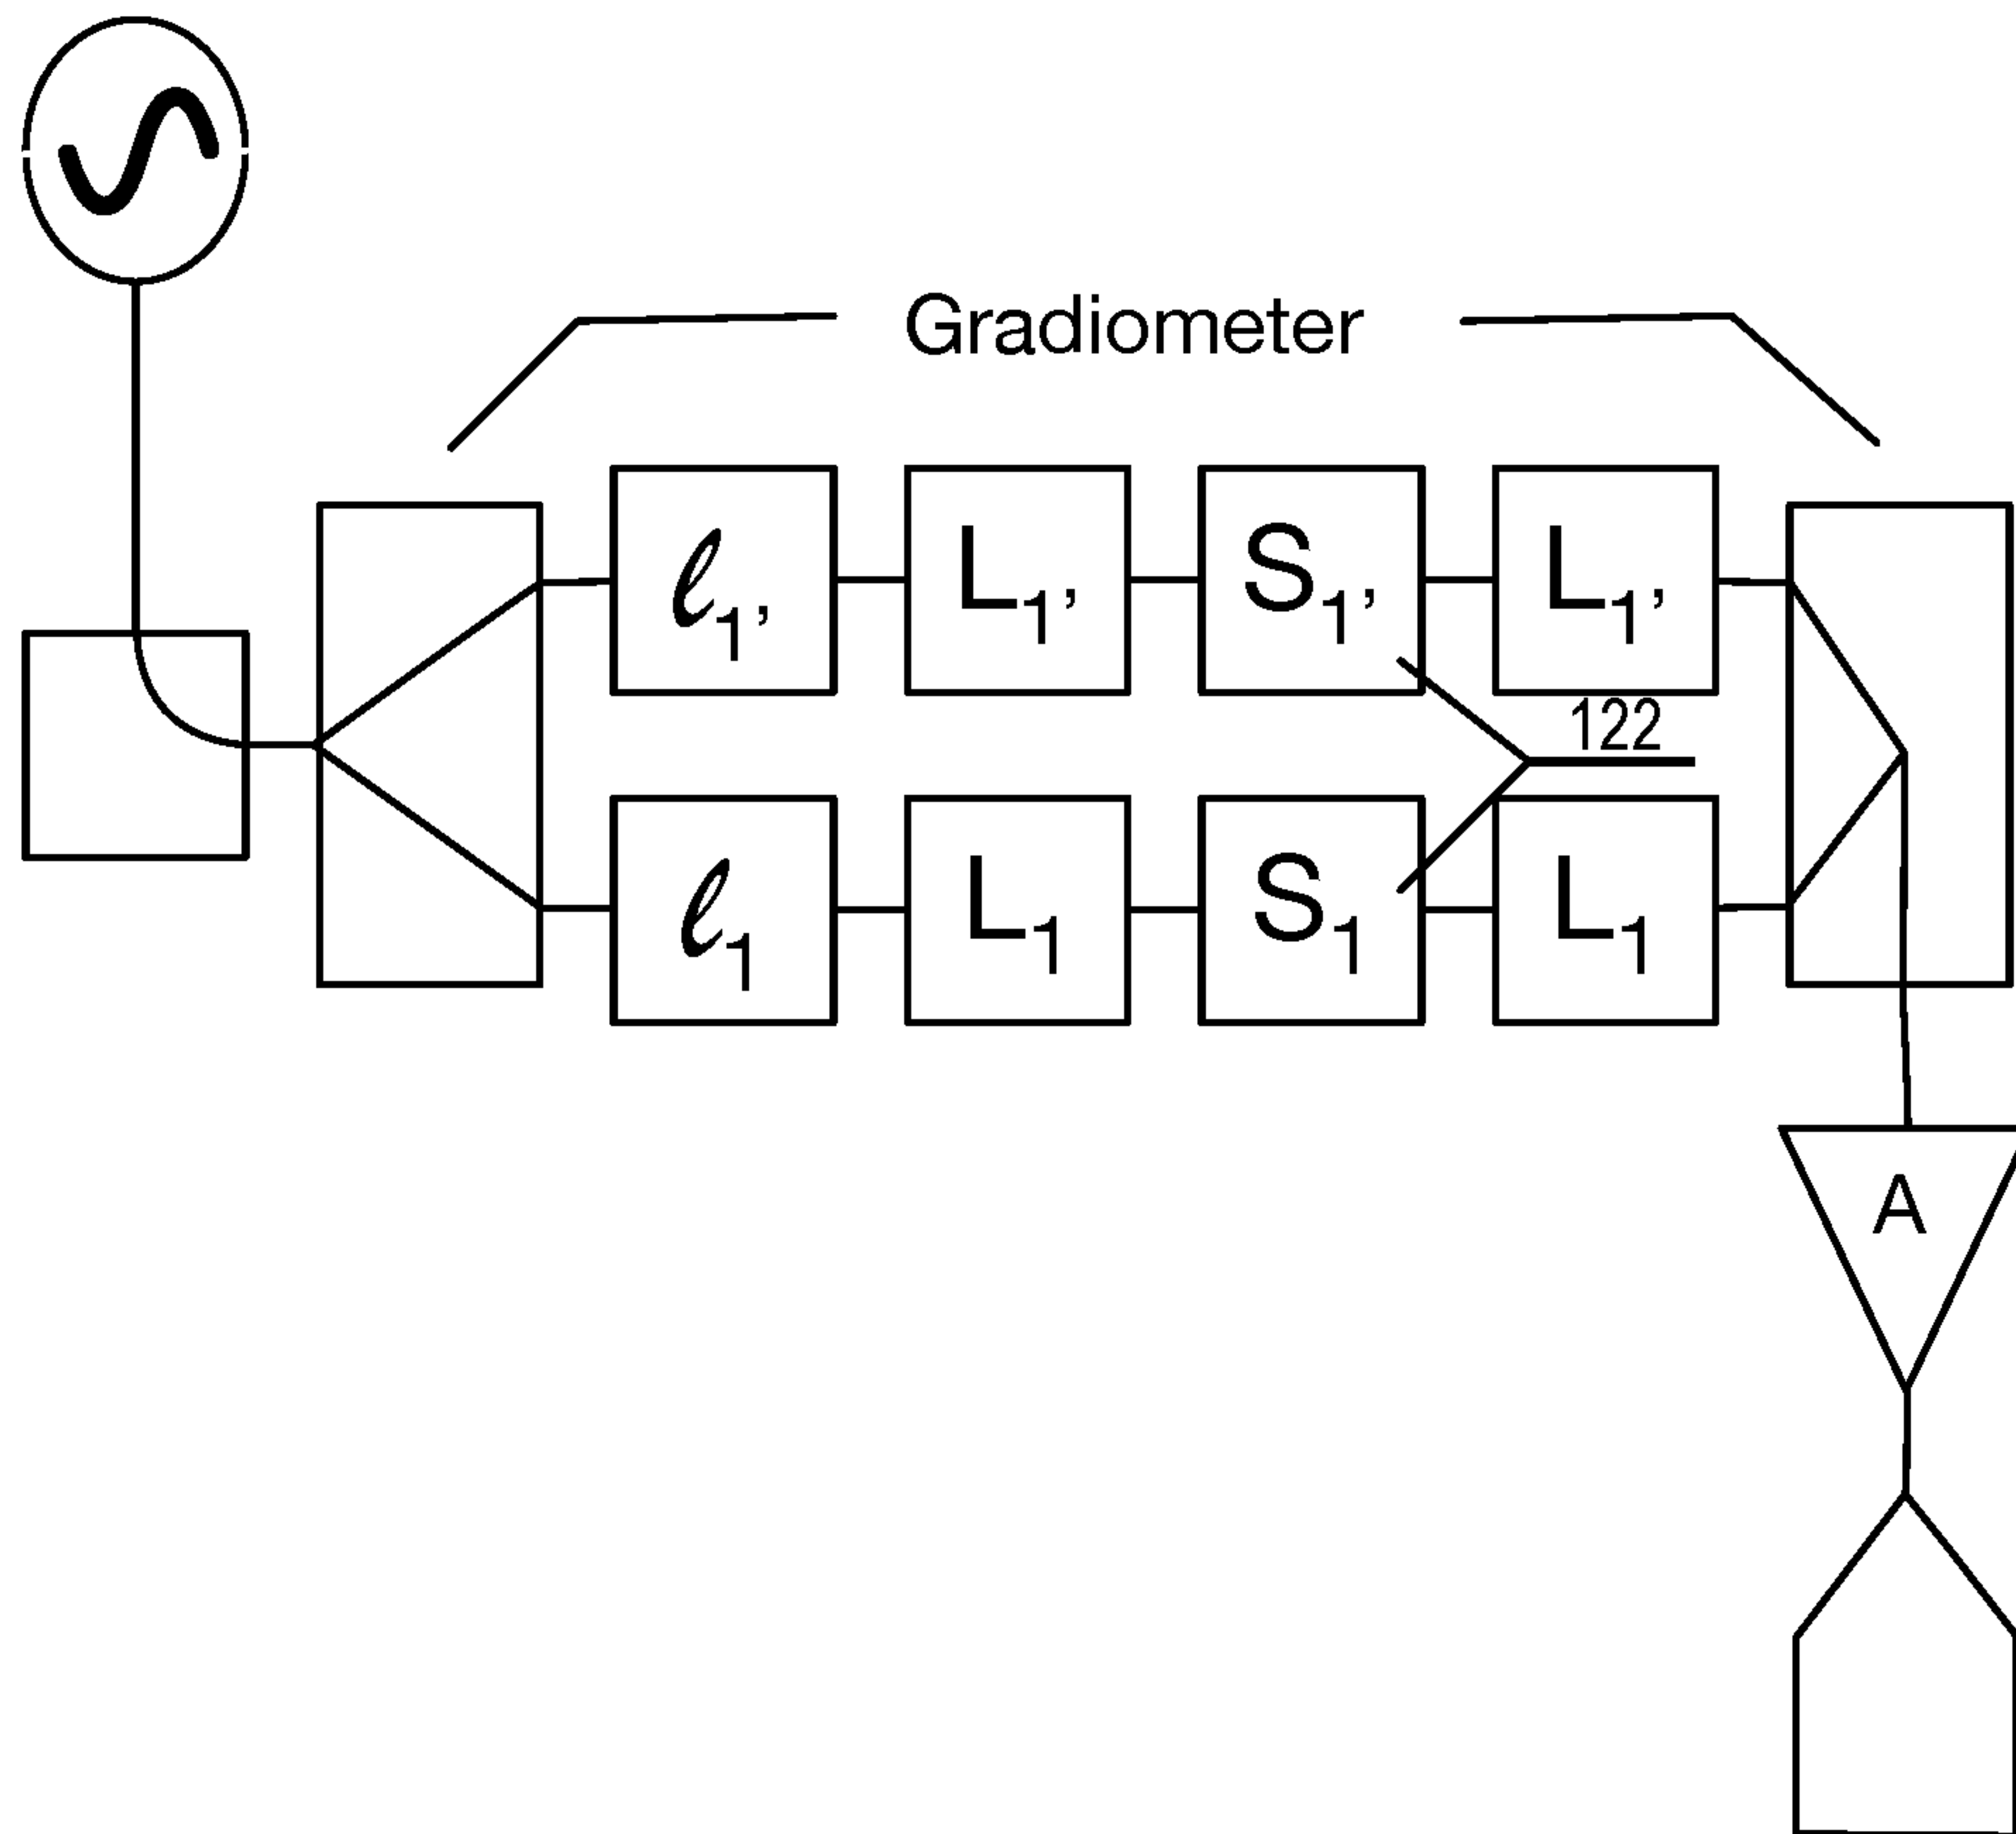 Gradiometer
ℓ1, L1, S1, L1,
122
ℓ1 L1 S1 L1
A